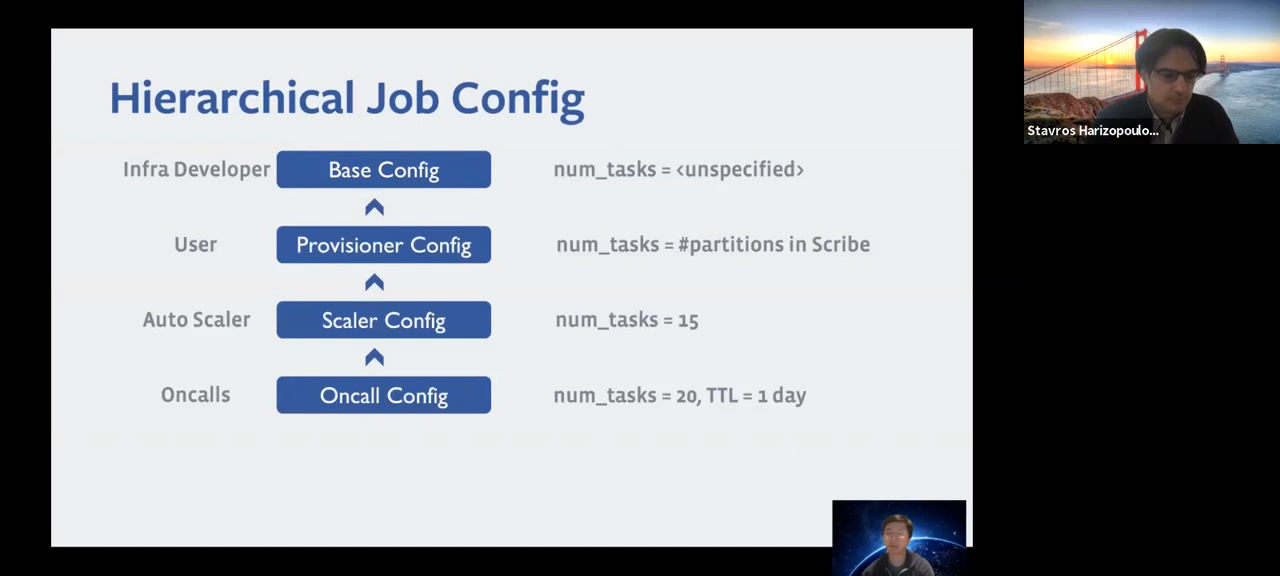 Hierarchical Job Config
Infra Developer Base Config num_tasks = <unspecified>
User Provisioner Config num_tasks = #partitions in Scribe
Auto Scaler Scaler Config num_tasks = 15
Oncalls Oncall Config num_tasks = 20, TTL = 1 day
Stavros Harizopoulo...